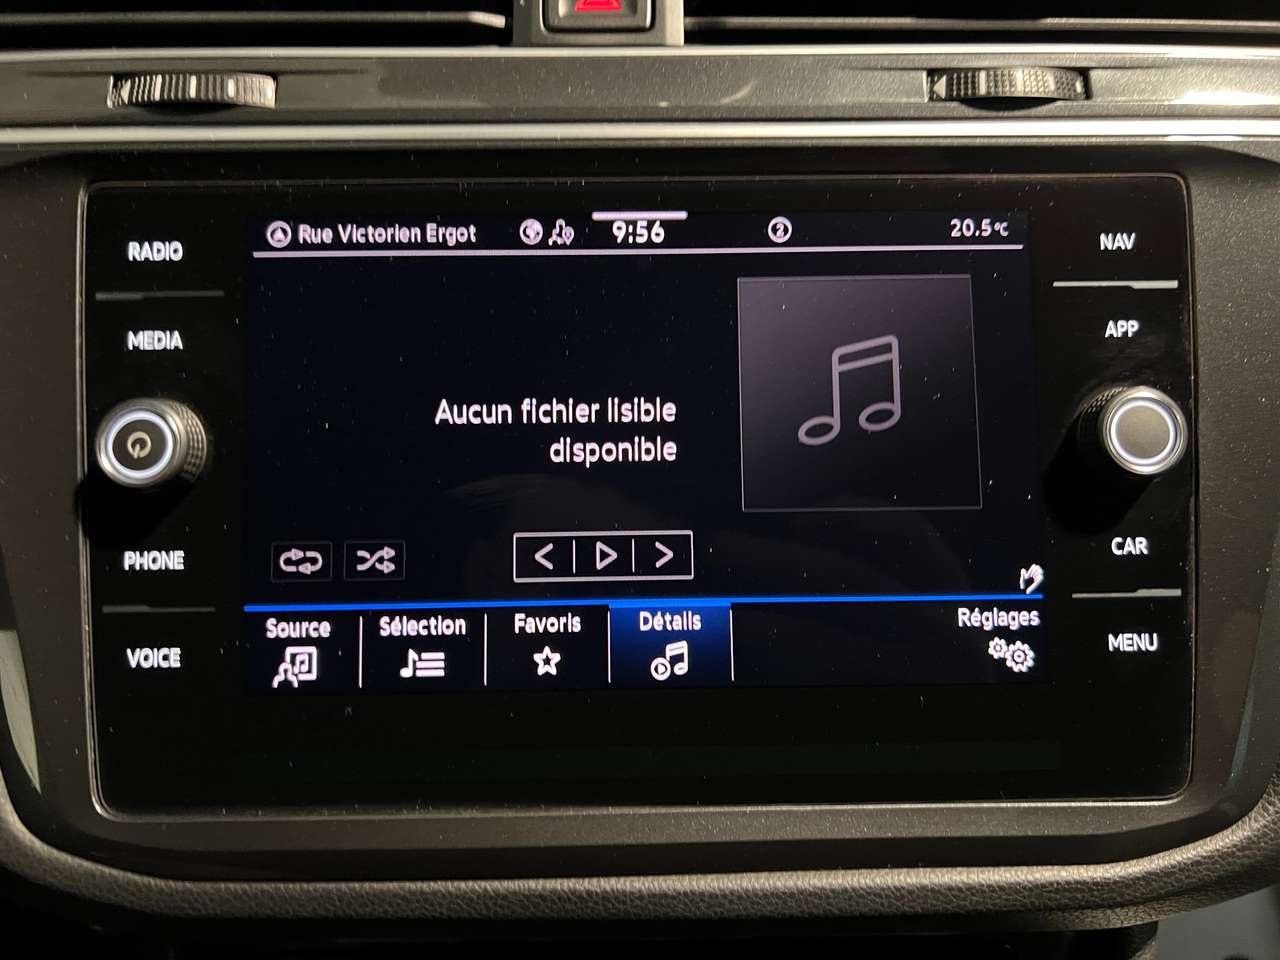 RADIO
MEDIA
PHONE
VOICE
Rue Victorien Ergot 9:56 2 20.5°C
Aucun fichier lisible
disponible
Source Sélection Favoris Détails Réglages
NAV
APP
CAR
MENU